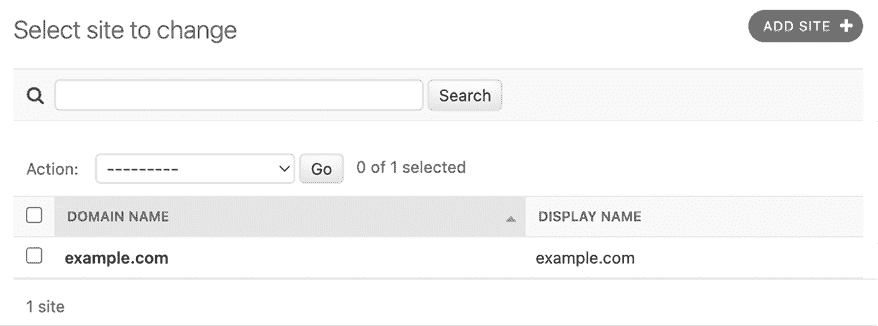 Select site to change
ADD SITE +
Search
Action: --------- Go 0 of 1 selected
DOMAIN NAME DISPLAY NAME
example.com example.com
1 site